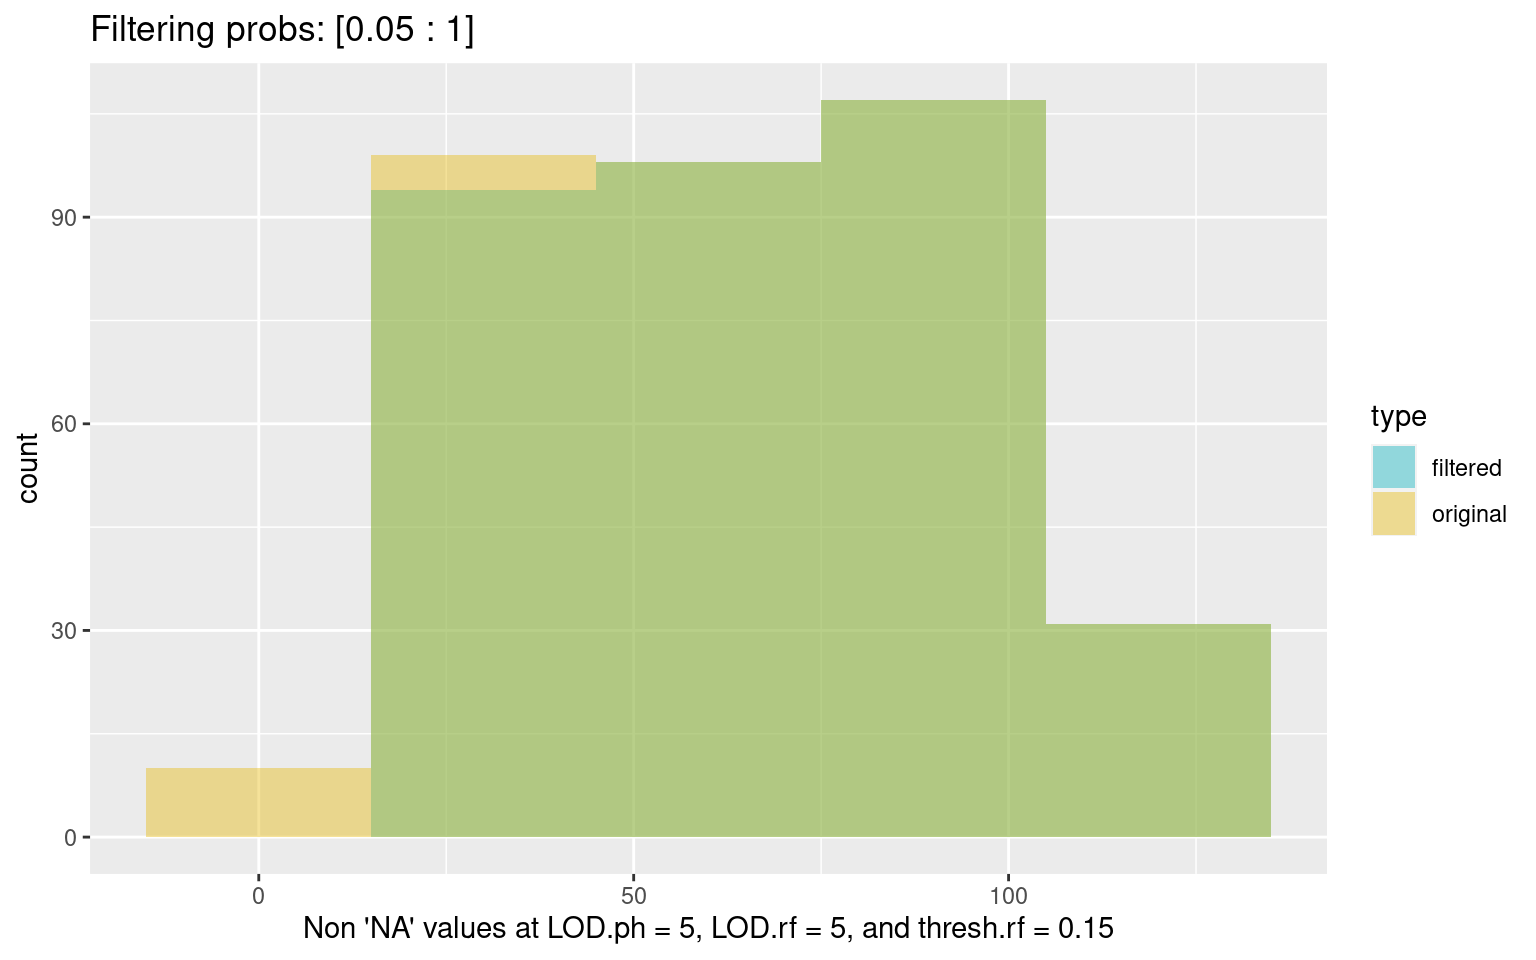 Filtering probs: [0.05 : 1]
90
60
30
0
count
0
50
100
Non 'NA' values at LOD.ph = 5, LOD.rf = 5, and thresh.rf = 0.15
type
filtered
original